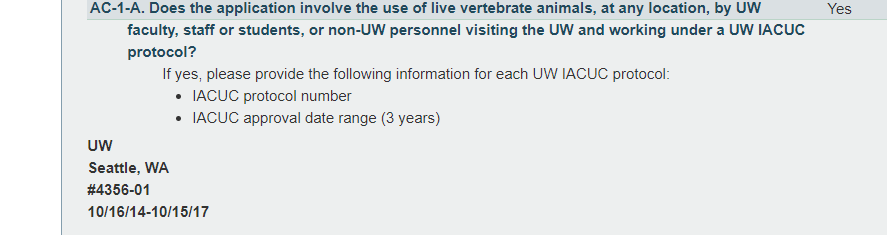 AC-1-A. Does the application involve the use of live vertebrate animals, at any location, by UW Yes
faculty, staff or students, or non-UW personnel visiting the UW and working under a UW IACUC
protocol?
If yes, please provide the following information for each UW IACUC protocol:
• IACUC protocol number
• IACUC approval date range (3 years)
UW
Seattle, WA
#4356-01
10/16/14-10/15/17